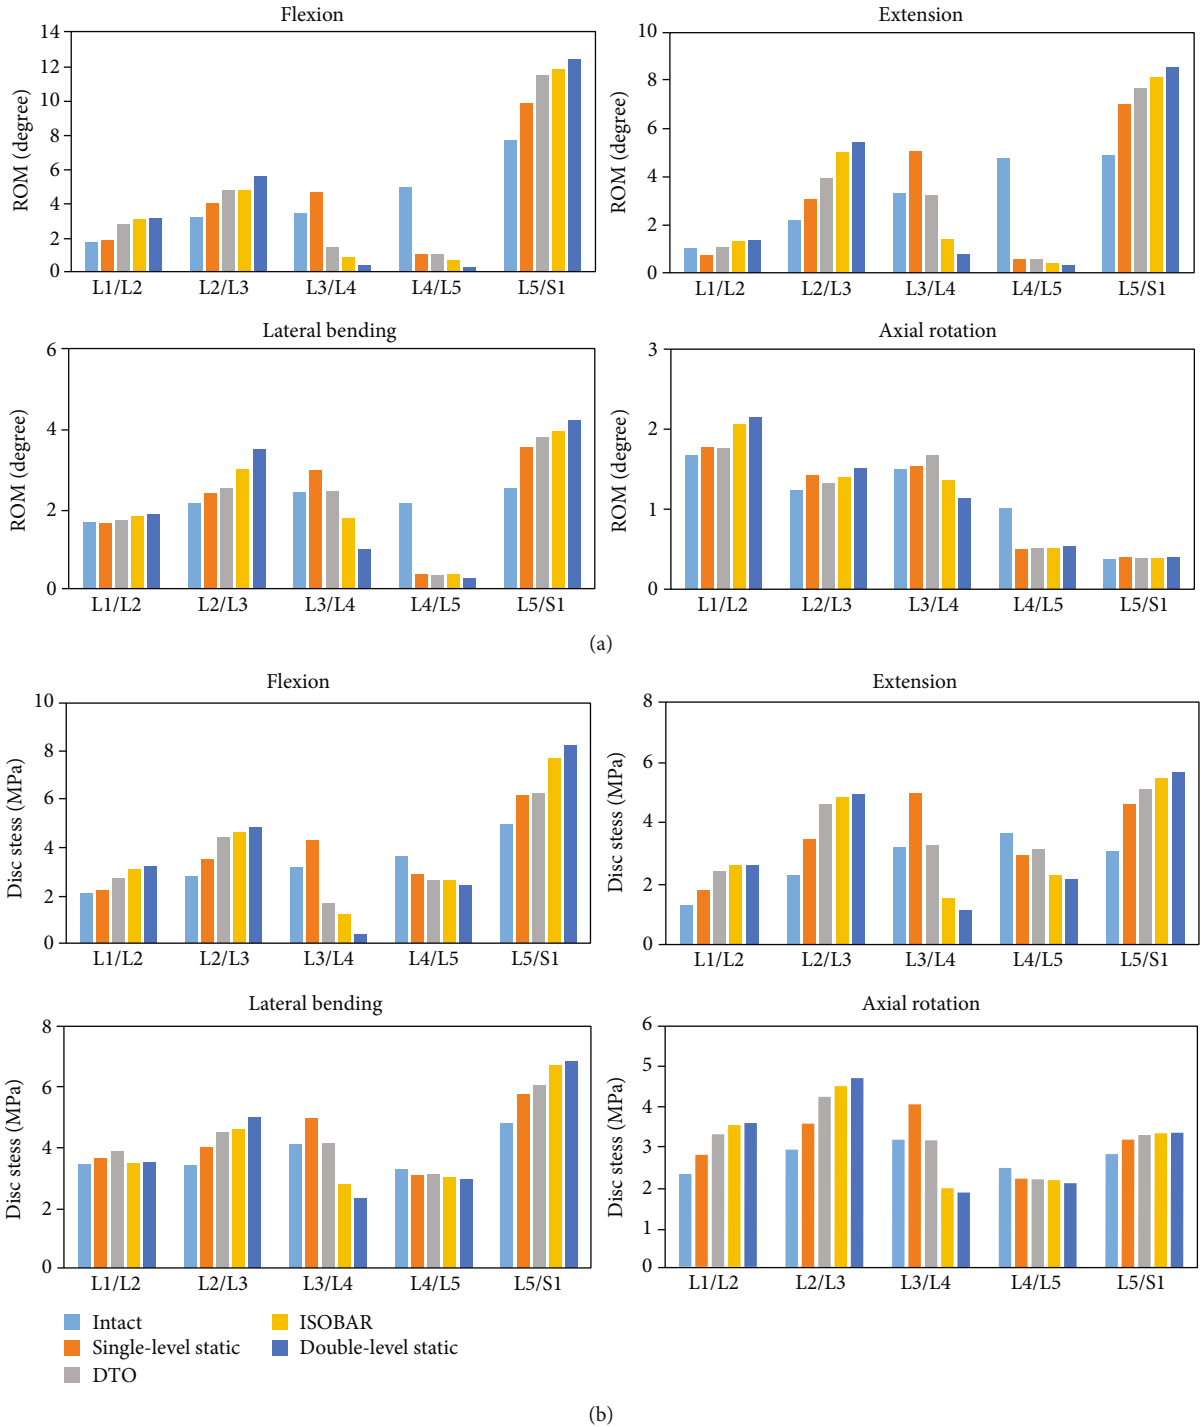 Flexion
Extension
ROM (degree)
14
12
10
8
6
4
2
0
L1/L2 L2/L3 L3/L4 L4/L5 L5/S1
ROM (degree)
10
8
6
4
2
0
L1/L2 L2/L3 L3/L4 L4/L5 L5/S1
Lateral bending
Axial rotation
ROM (degree)
6
4
2
0
L1/L2 L2/L3 L3/L4 L4/L5 L5/S1
ROM (degree)
3
2
1
0
L1/L2 L2/L3 L3/L4 L4/L5 L5/S1
(a)
Flexion
Extension
Disc stess (MPa)
10
8
6
4
2
0
L1/L2 L2/L3 L3/L4 L4/L5 L5/S1
Disc stess (MPa)
8
6
4
2
0
L1/L2 L2/L3 L3/L4 L4/L5 L5/S1
Lateral bending
Axial rotation
Disc stess (MPa)
8
6
4
2
0
L1/L2 L2/L3 L3/L4 L4/L5 L5/S1
Disc stess (MPa)
6
5
4
3
2
1
0
L1/L2 L2/L3 L3/L4 L4/L5 L5/S1
Intact
Single-level static
DTO
ISOBAR
Double-level static
(b)